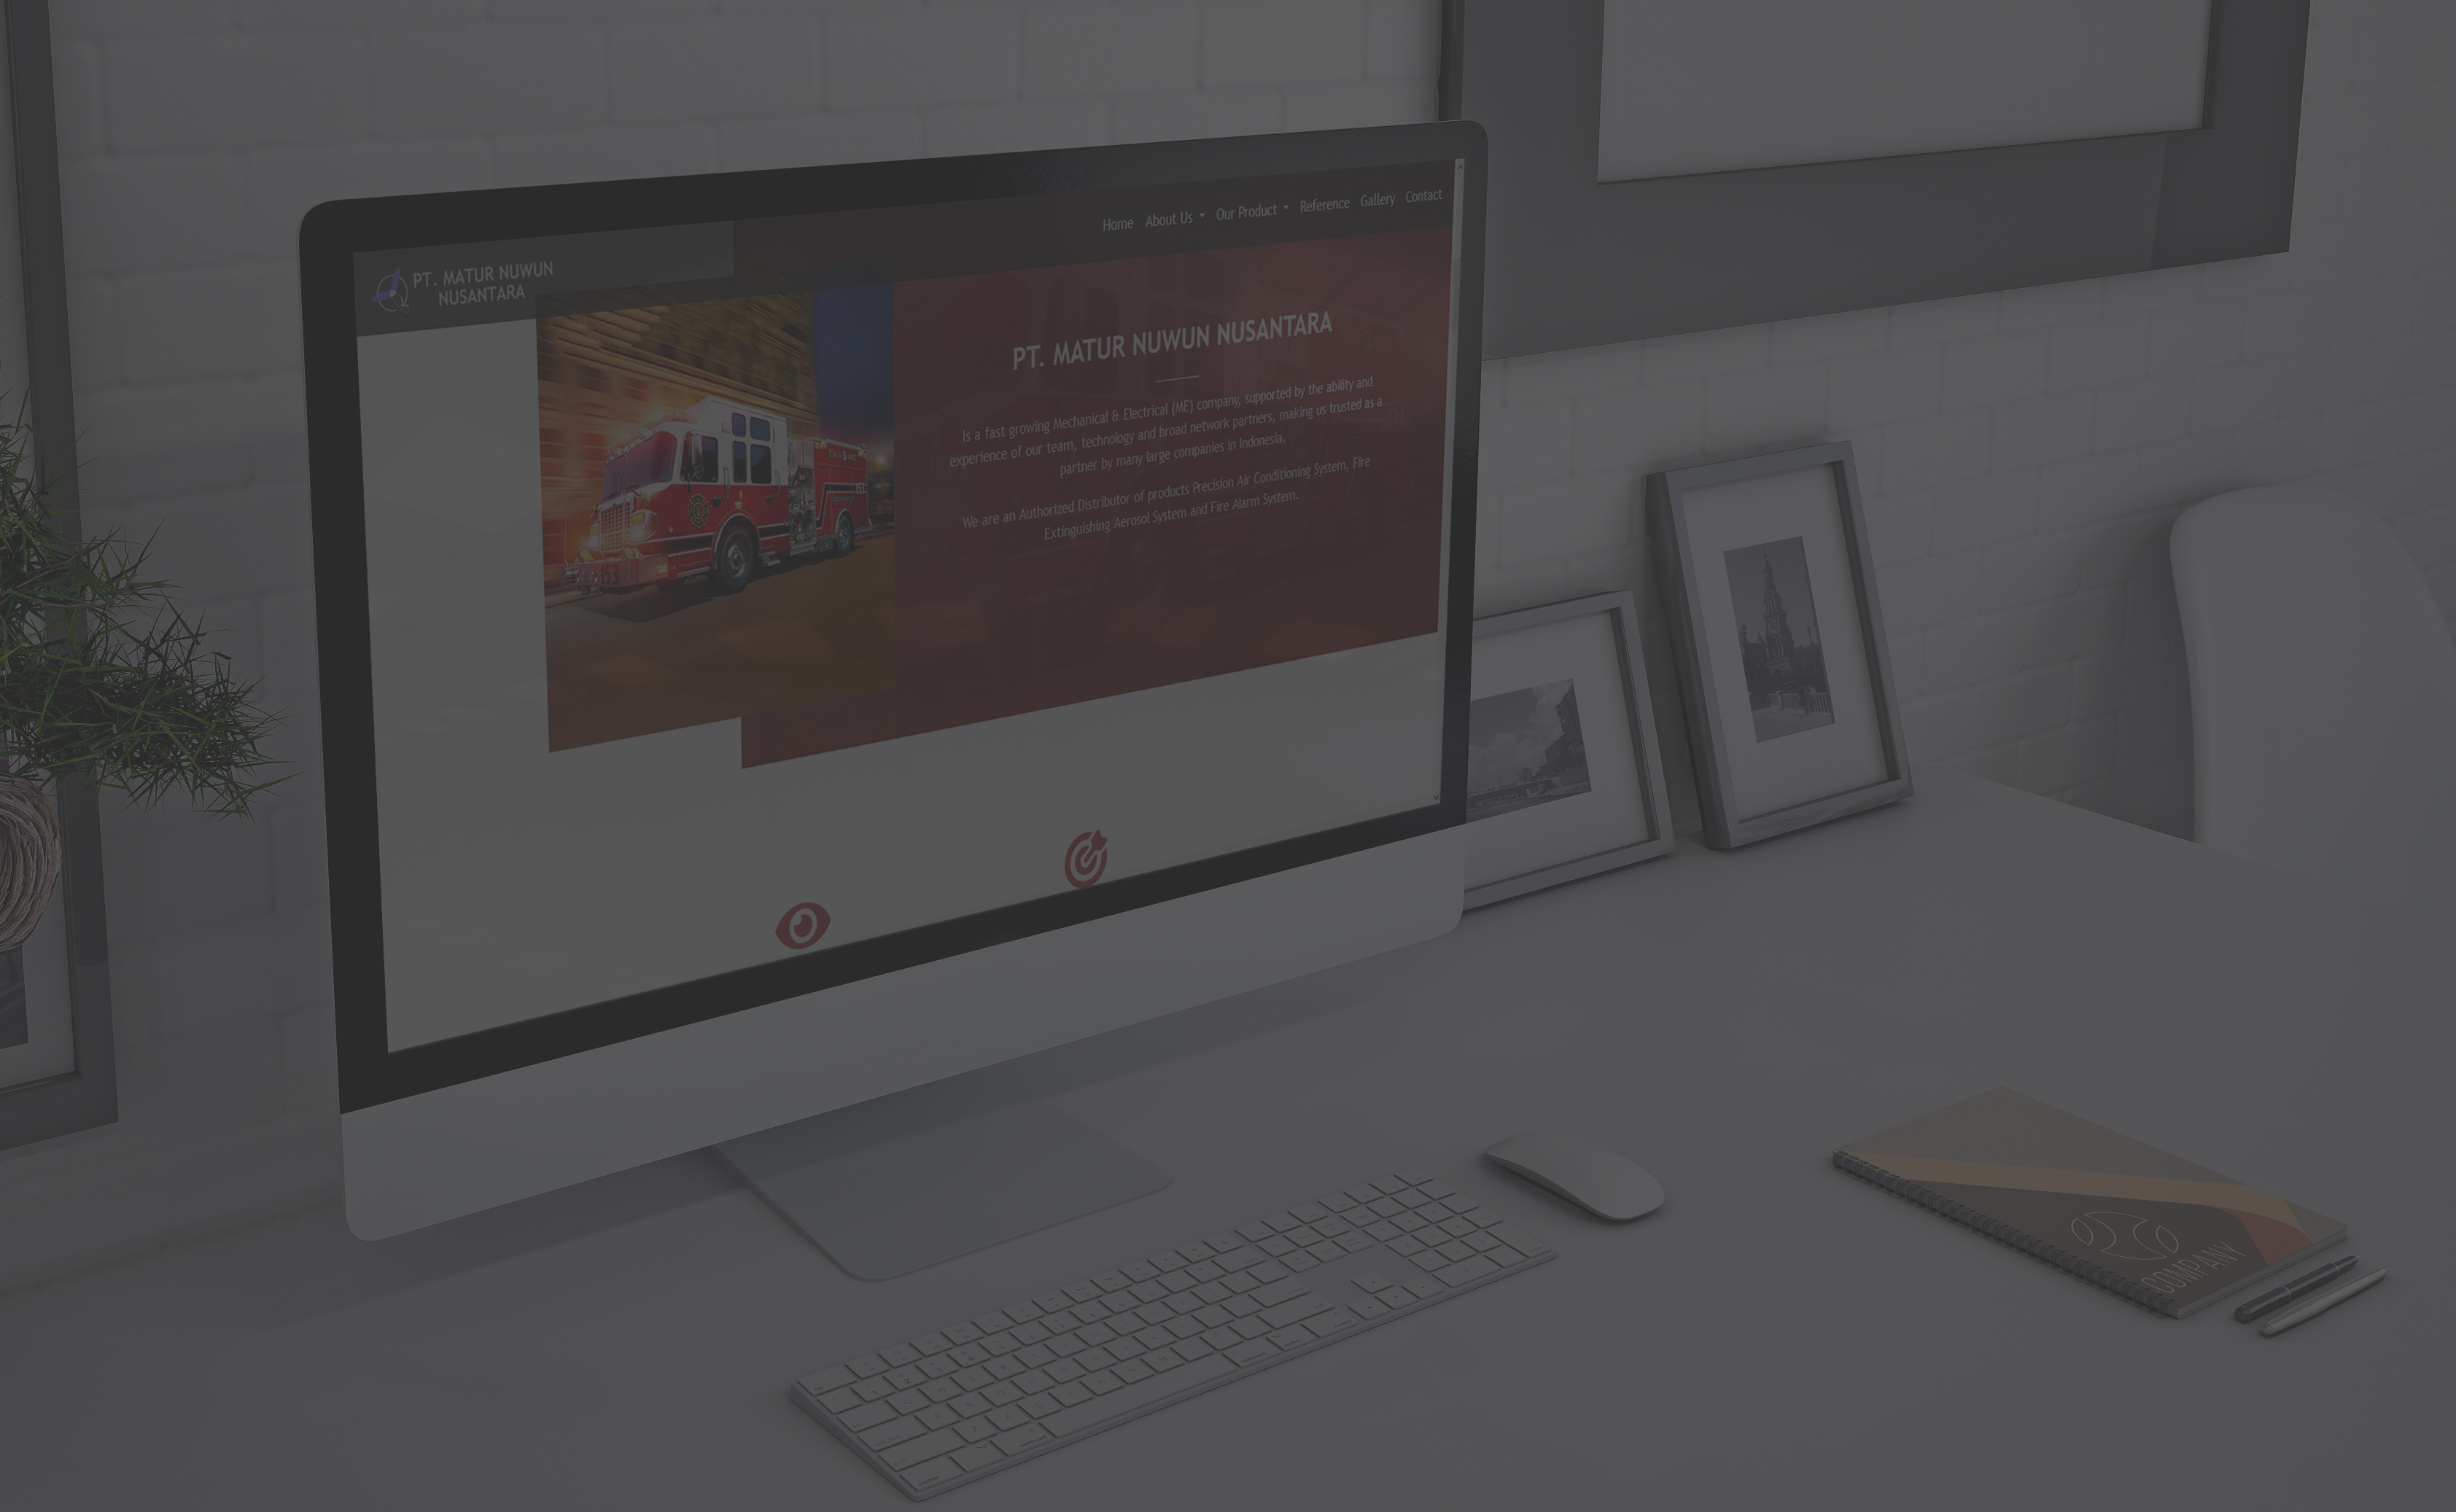 Home About Us Our Product Reference Gallery Contact
PT. MATUR NUWUN
NUSANTARA
PT. MATUR NUWUN NUSANTARA
Is a fast growing Mechanical & Electrical (ME) company, supported by the ability and
experience of our team, technology and broad network partners, making us trusted as a
partner by many large companies in Indonesia.
We are an Authorized Distributor of products Precision Air Conditioning System, Fire
Extinguishing Aerosol System and Fire Alarm System.
153
53
COMPANY